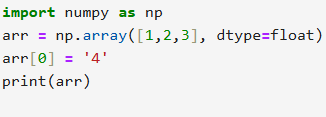 import numpy as np
arr = np.array([1,2,3], dtype=float)
arr[0] = '4'
print(arr)